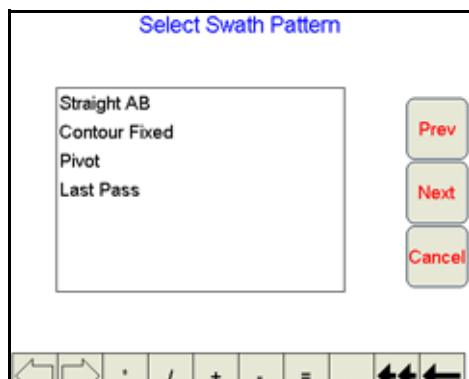 Select Swath Pattern
Straight AB
Contour Fixed
Pivot
Last Pass
Prev
Next
Cancel
/ + - =